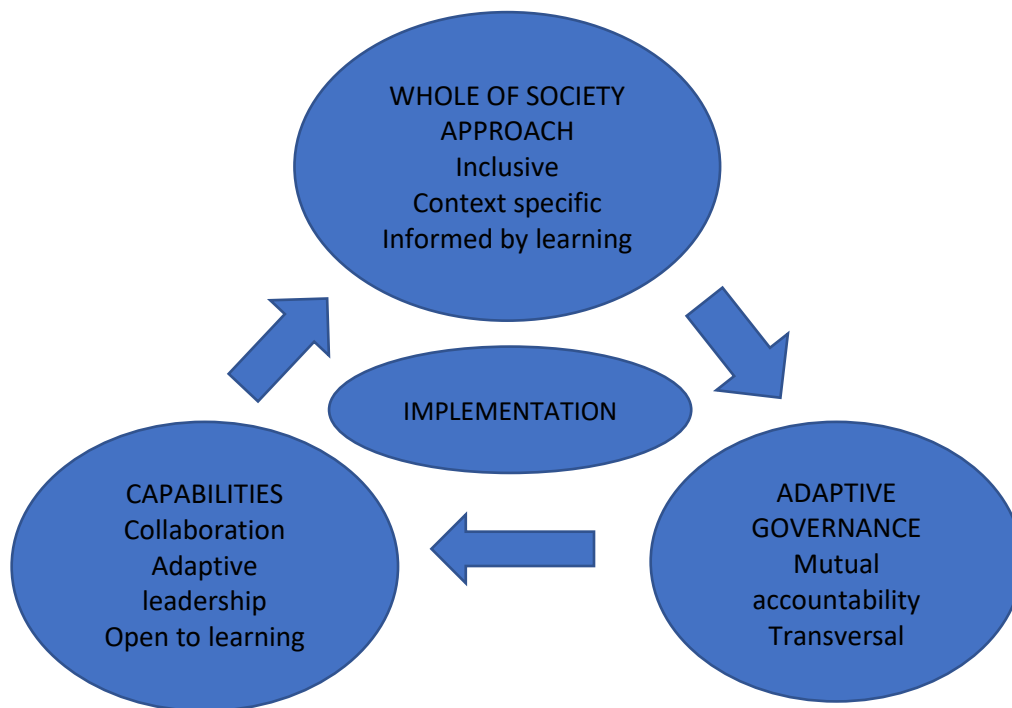 WHOLE OF SOCIETY
APPROACH
Inclusive
Context specific
Informed by learning
IMPLEMENTATION
CAPABILITIES
Collaboration
Adaptive
leadership
Open to learning
ADAPTIVE
GOVERNANCE
Mutual
accountability
Transversal